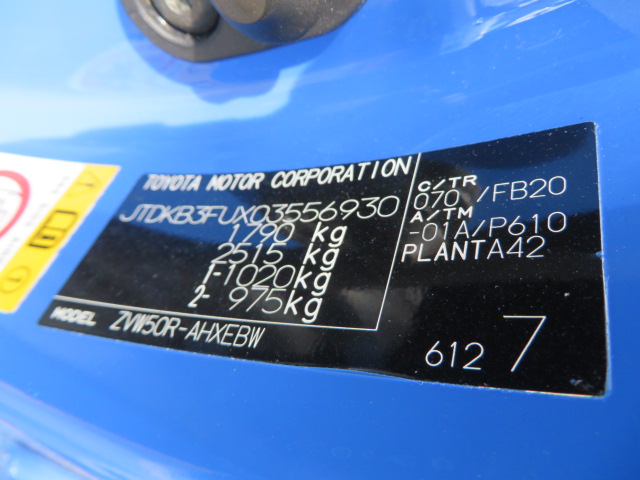 TOYOTA MOTOR CORPORATION
JTDKB3FUX03556930
1790 kg
2515 kg
1-1020kg
2- 975kg
MODEL ZVW50R-AHXEBW
C/TR
070 /FB20
A/TM
-01A/P610
PLANTA42
612 7